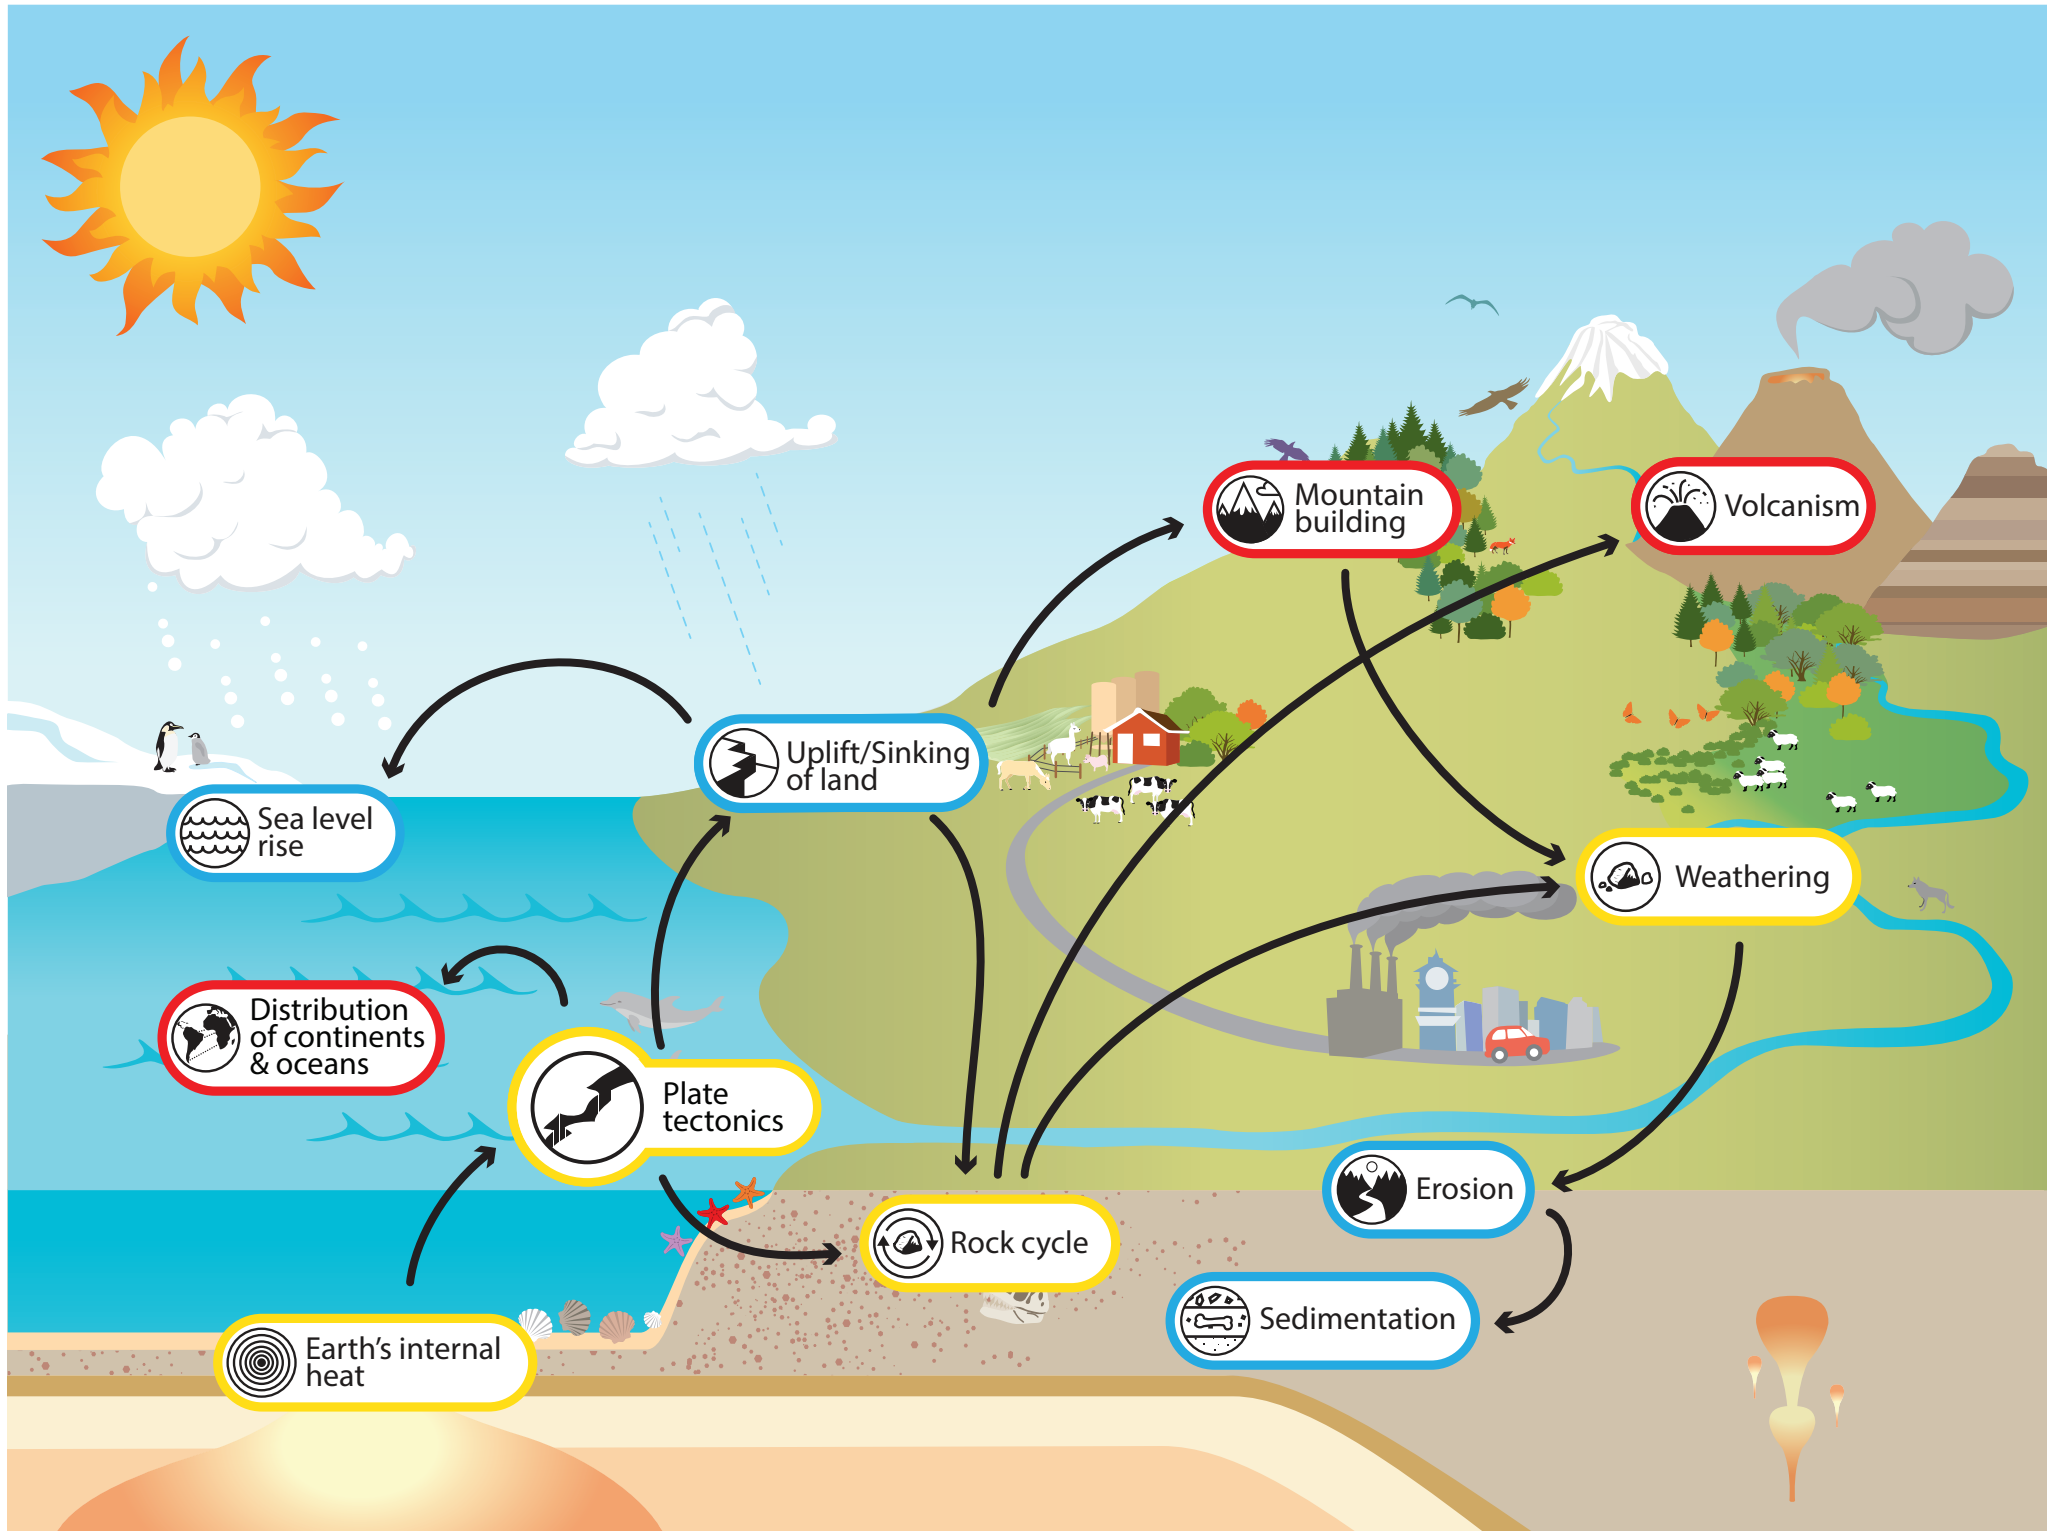 Mountain
building
Volcanism
Uplift/Sinking
of land
Sea level
rise
Weathering
Distribution
of continents
& oceans
Plate
tectonics
Erosion
Rock cycle
Sedimentation
Earth's internal
heat